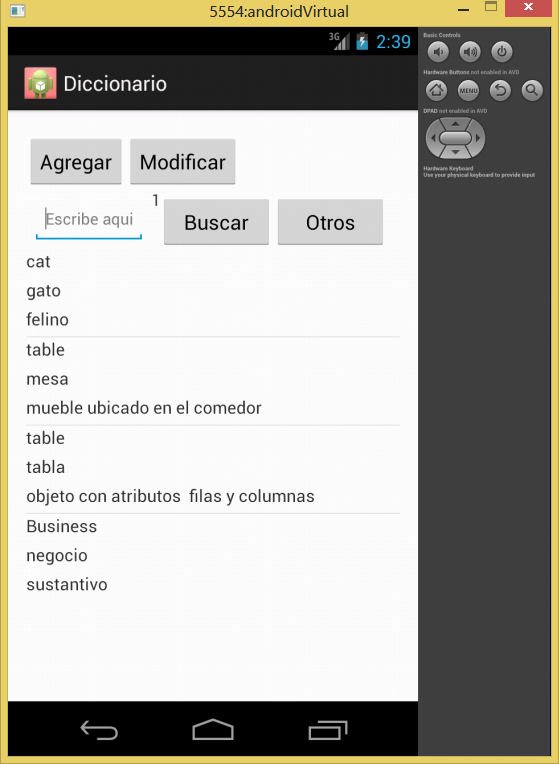 5554:androidVirtual
3G 2:39
Diccionario
Agregar Modificar
Escribe aqui 1 Buscar Otros
cat
gato
felino
table
mesa
mueble ubicado en el comedor
table
tabla
objeto con atributos  filas y columnas
Business
negocio
sustantivo
Basic Controls
Hardware Buttons not enabled in AVD
MENU
DPAD not enabled in AVD
Hardware Keyboard
Use your physical keyboard to provide input